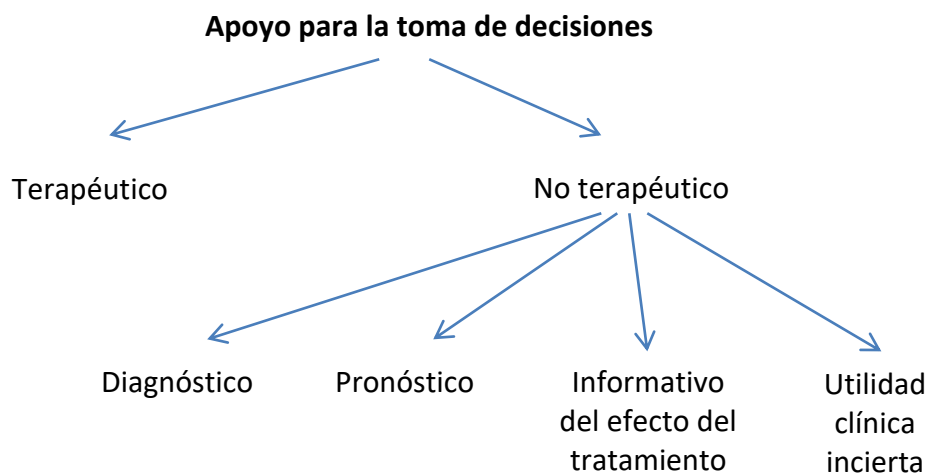 Apoyo para la toma de decisiones
Terapéutico
No terapéutico
Diagnóstico
Pronóstico
Informativo
del efecto del
tratamiento
Utilidad
clínica
incierta